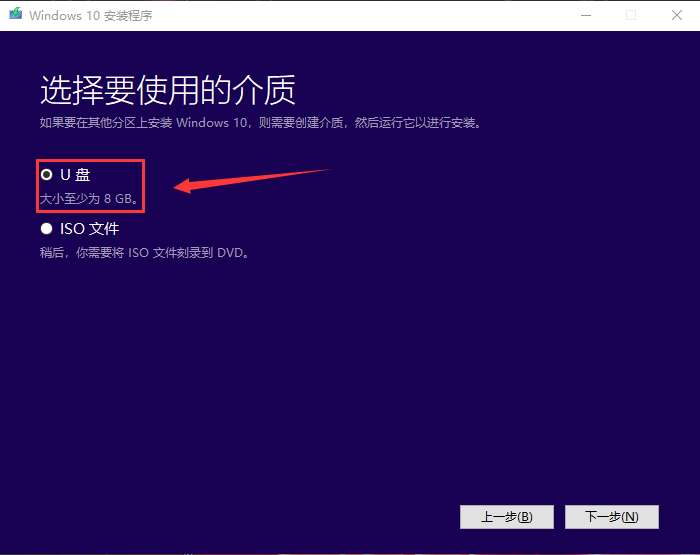 Windows 10 安装程序
选择要使用的介质
如果要在其他分区上安装 Windows 10，则需要创建介质，然后运行它以进行安装。
U 盘
大小至少为 8 GB。
ISO 文件
稍后，你需要将 ISO 文件刻录到 DVD。
上一步(B) 下一步(N)